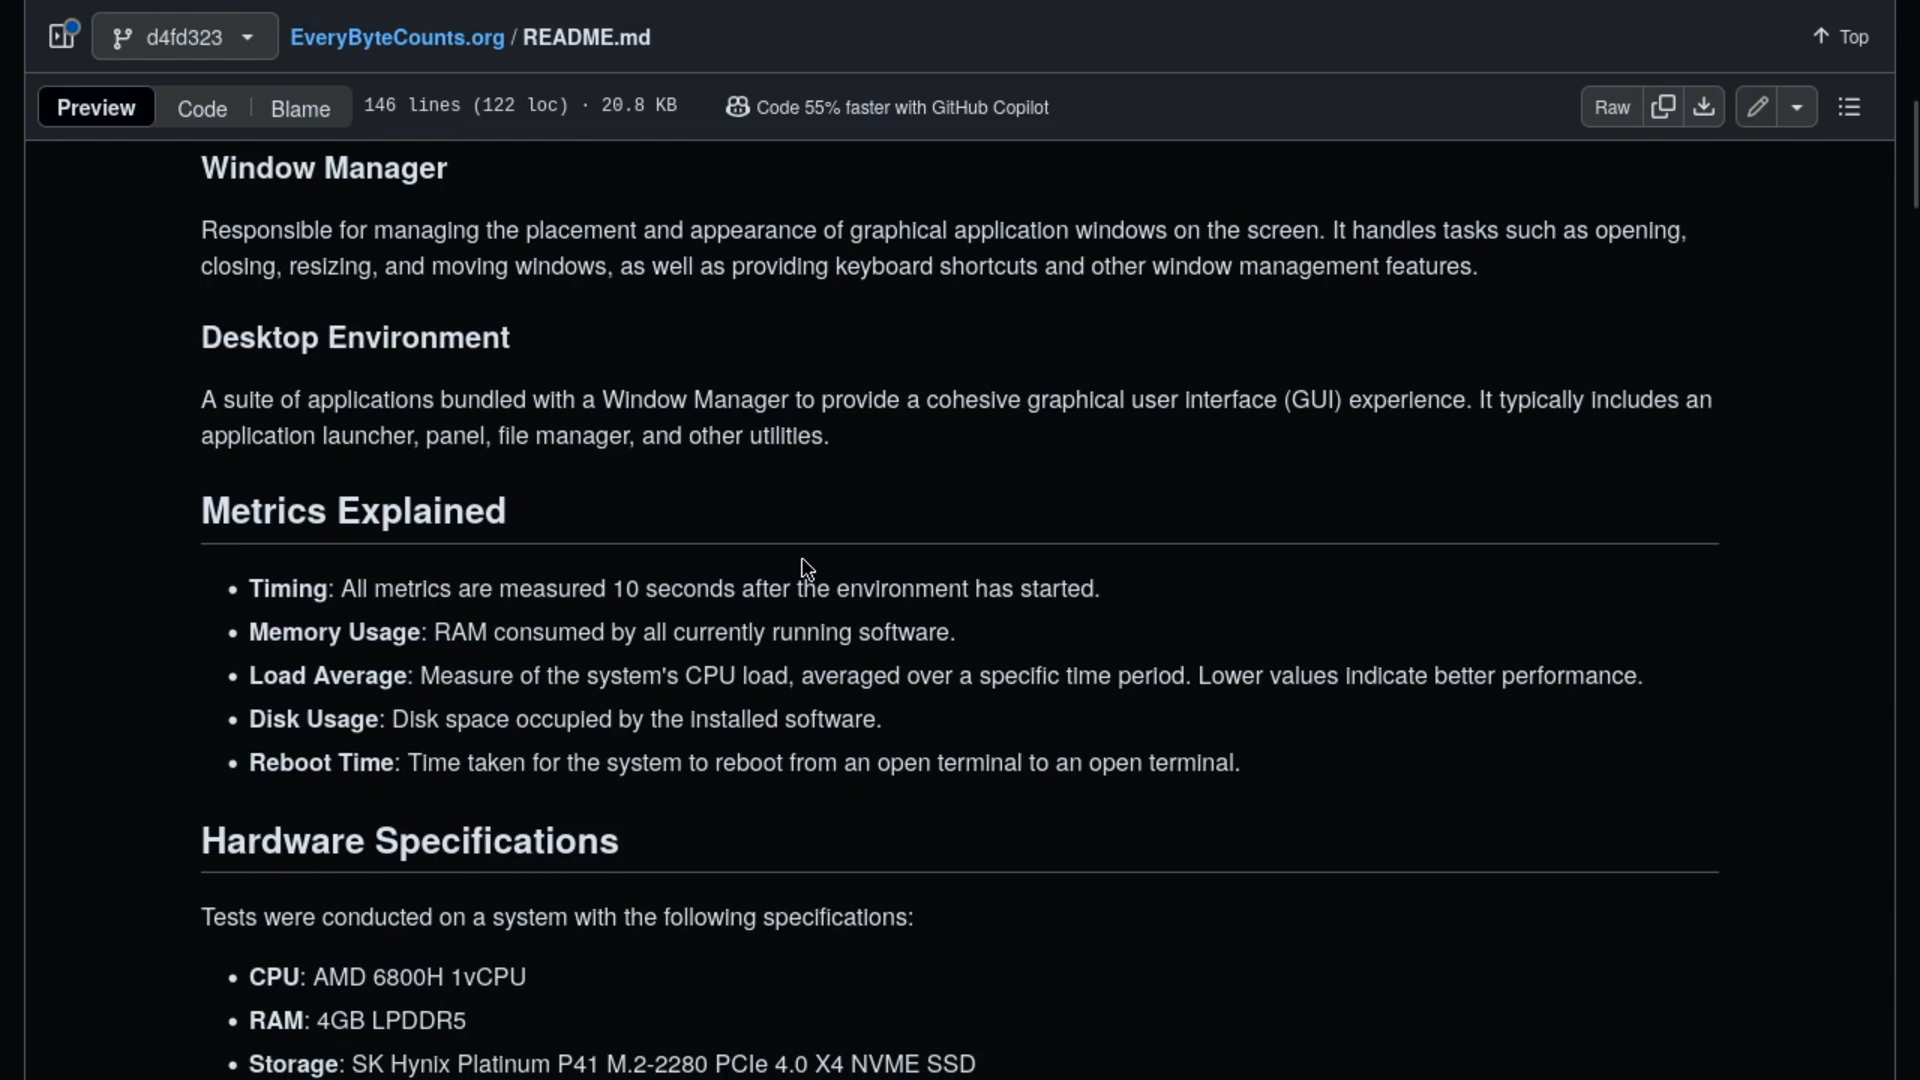 d4fd323
EveryByteCounts.org / README.md
Top
Preview
Code
Blame
146 lines (122 loc) · 20.8 KB
Code 55% faster with GitHub Copilot
Raw
Window Manager
Responsible for managing the placement and appearance of graphical application windows on the screen. It handles tasks such as opening,
closing, resizing, and moving windows, as well as providing keyboard shortcuts and other window management features.
Desktop Environment
A suite of applications bundled with a Window Manager to provide a cohesive graphical user interface (GUI) experience. It typically includes an
application launcher, panel, file manager, and other utilities.
Metrics Explained
• Timing: All metrics are measured 10 seconds after the environment has started.
• Memory Usage: RAM consumed by all currently running software.
• Load Average: Measure of the system's CPU load, averaged over a specific time period. Lower values indicate better performance.
• Disk Usage: Disk space occupied by the installed software.
• Reboot Time: Time taken for the system to reboot from an open terminal to an open terminal.
Hardware Specifications
Tests were conducted on a system with the following specifications:
• CPU: AMD 6800H 1vCPU
• RAM: 4GB LPDDR5
• Storage: SK Hynix Platinum P41 M.2-2280 PCIe 4.0 X4 NVME SSD